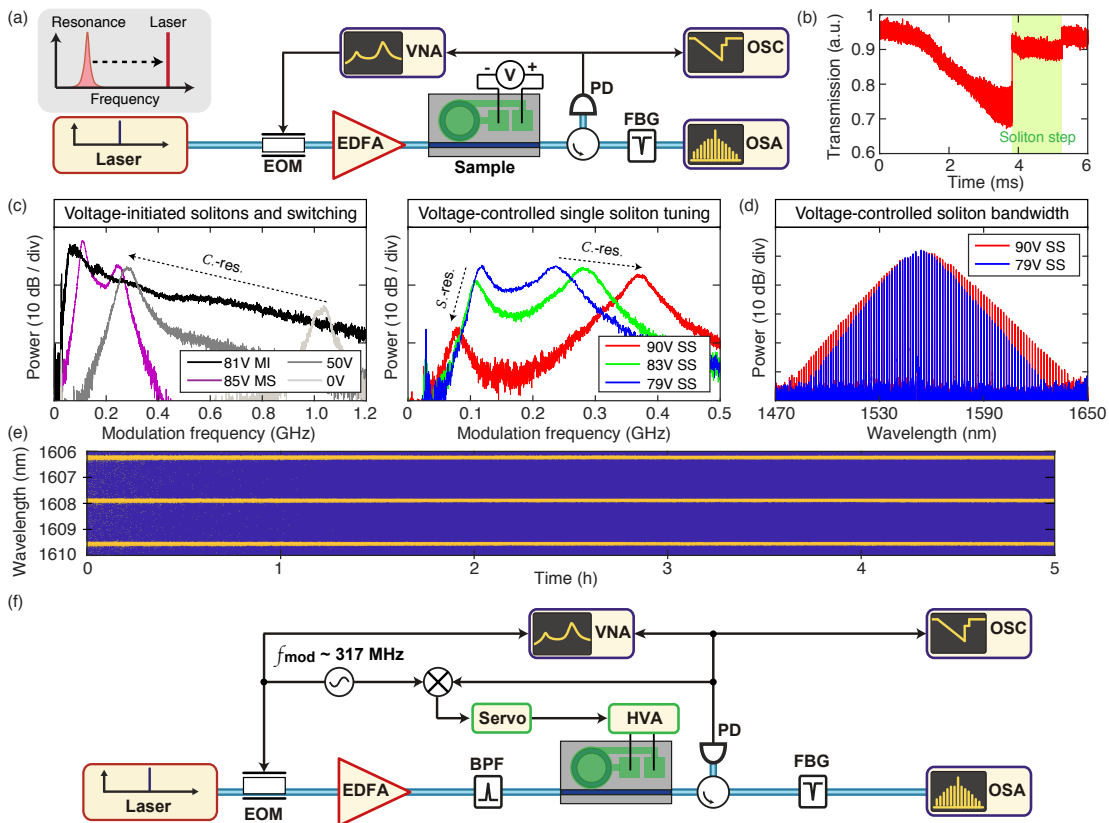 (a)
Resonance Laser
Frequency
Laser
EOM
EDFA
VNA
- V +
Sample
PD
FBG
OSC
OSA
(b)
Transmission (a.u.)
1
0.9
0.8
0.7
0.6
Soliton step
0 2 4 6
Time (ms)
(c)
Voltage-initiated solitons and switching
Power (10 dB / div)
C.-res.
81V MI 50V
85V MS 0V
0 0.2 0.4 0.6 0.8 1.0 1.2
Modulation frequency (GHz)
Voltage-controlled single soliton tuning
Power (10 dB / div)
S.-res.
C.-res.
90V SS
83V SS
79V SS
0 0.1 0.2 0.3 0.4 0.5
Modulation frequency (GHz)
(d)
Voltage-controlled soliton bandwidth
Power (10 dB / div)
90V SS
79V SS
1470 1530 1590 1650
Wavelength (nm)
(e)
Wavelength (nm)
1606
1607
1608
1609
1610
0 1 2 3 4 5
Time (h)
(f)
VNA
OSC
fmod ~ 317 MHz
Servo
HVA
PD
BPF
FBG
Laser
EOM
EDFA
OSA